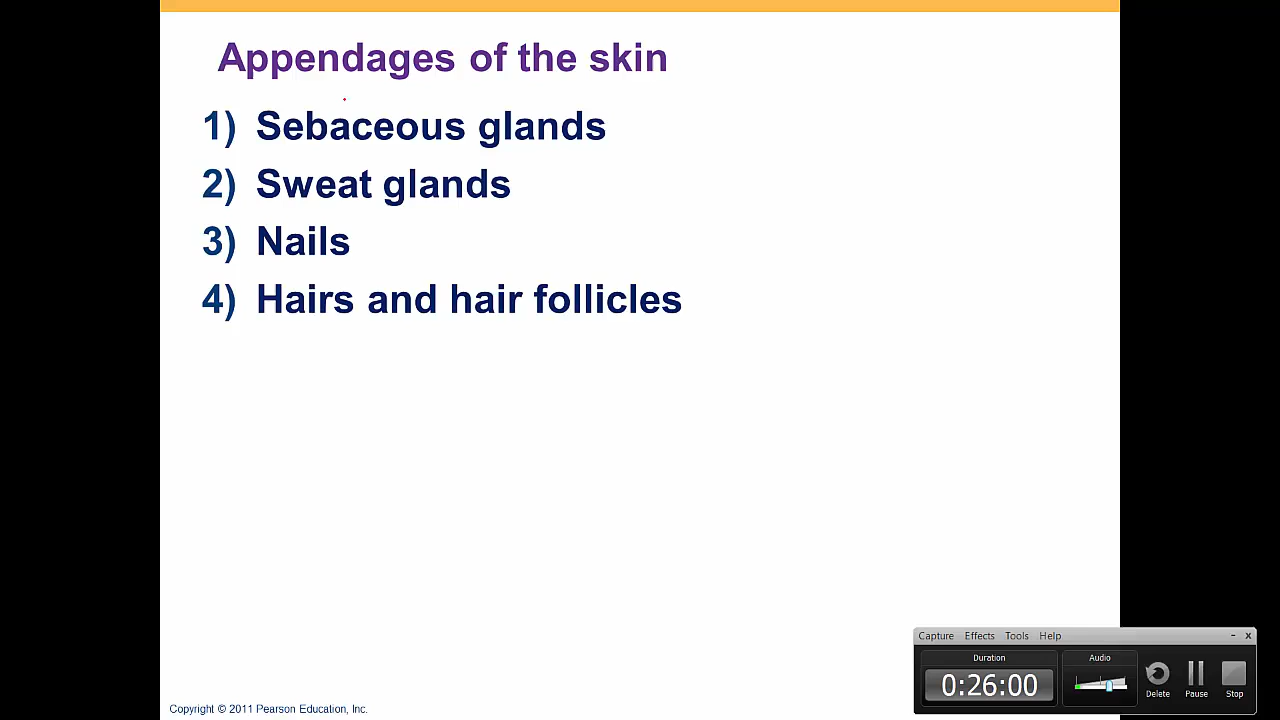 Appendages of the skin
1) Sebaceous glands
2) Sweat glands
3) Nails
4) Hairs and hair follicles
Capture Effects Tools Help
Duration
Audio
0:26:00
Delete Pause Stop
Copyright © 2011 Pearson Education, Inc.